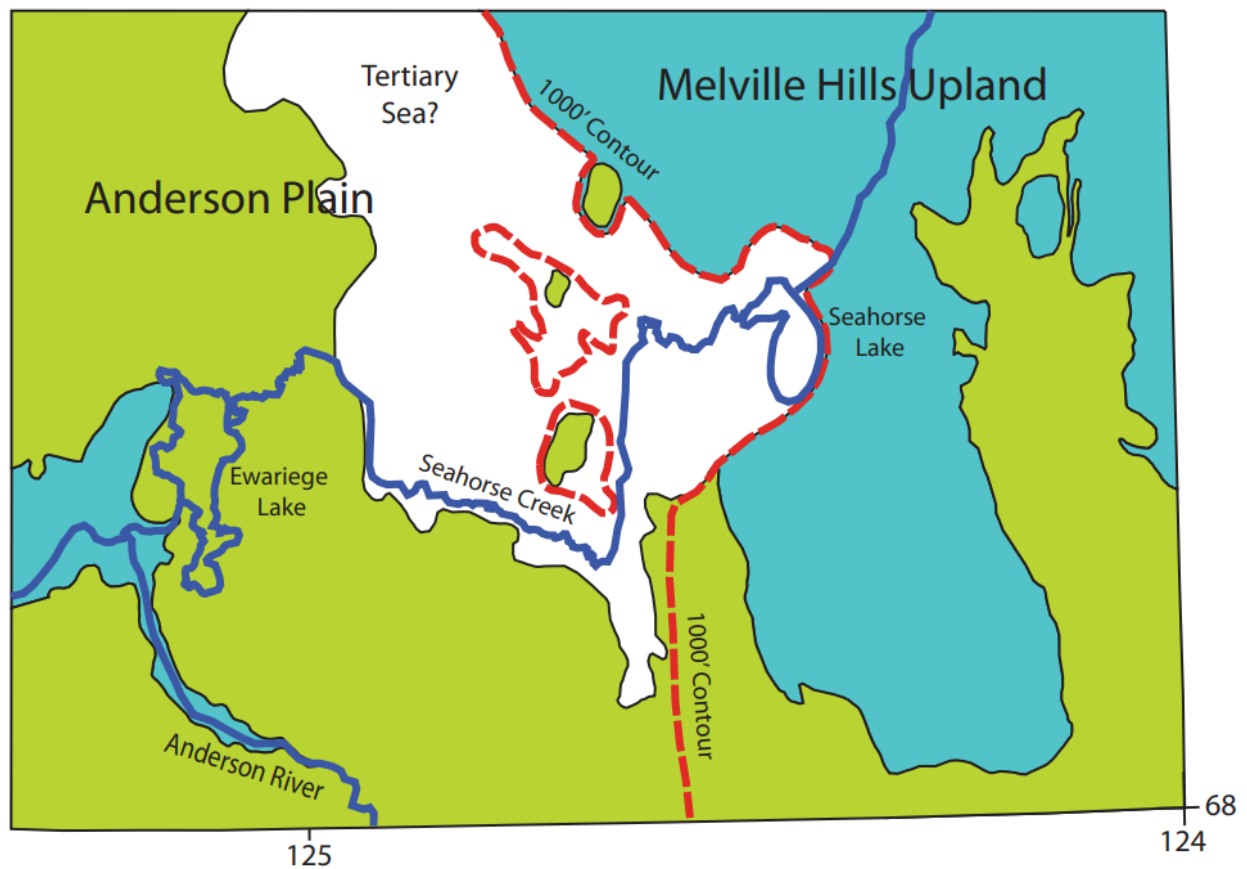 Tertiary
Sea?
1000' Contour
Melville Hills Upland
Anderson Plain
Seahorse
Lake
Ewariege
Lake
Seahorse Creek
1000' Contour
Anderson River
68
125
124